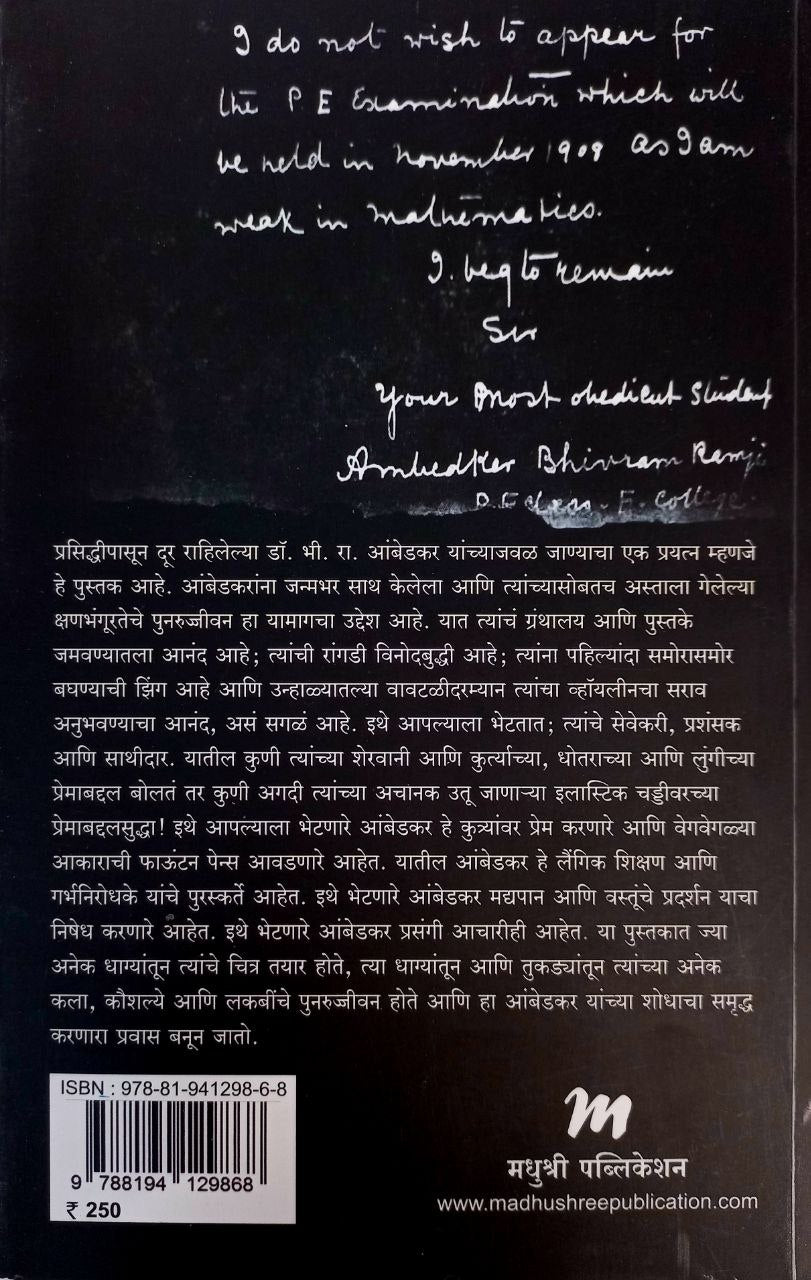 I do not wish to appear for
the P E Examination which will
be held in November 1908 as I am
weak in Mathematics.
I. beg to remain
Sir
Your most obedient Student
Ambedkar Bhivram Ramji
P.E class. E. College.
प्रसिद्धीपासून दूर राहिलेल्या डॉ. भी. रा. आंबेडकर यांच्याजवळ जाण्याचा एक प्रयत्न म्हणजे
हे पुस्तक आहे. आंबेडकरांना जन्मभर साथ केलेला आणि त्यांच्यासोबतच अस्ताला गेलेल्या
क्षणभंगूरतेचे पुनरुज्जीवन हा यामागचा उद्देश आहे. यात त्यांचं ग्रंथालय आणि पुस्तके
जमवण्यातला आनंद आहे; त्यांची रांगडी विनोदबुद्धी आहे; त्यांना पहिल्यांदा समोरासमोर
बघण्याची झिंग आहे आणि उन्हाळ्यातल्या वावटळीदरम्यान त्यांचा व्हॉयलीनचा सराव
अनुभवण्याचा आनंद, असं सगळं आहे. इथे आपल्याला भेटतात; त्यांचे सेवेकरी, प्रशंसक
आणि साथीदार. यातील कुणी त्यांच्या शेरवानी आणि कुर्त्याच्या, धोतराच्या आणि लुंगीच्या
प्रेमाबद्दल बोलतं तर कुणी अगदी त्यांच्या अचानक उतू जाणाऱ्या इलास्टिक चड्डीवरच्या
प्रेमाबद्दलसुद्धा! इथे आपल्याला भेटणारे आंबेडकर हे कुत्र्यांवर प्रेम करणारे आणि वेगवेगळ्या
आकाराची फाऊंटन पेन्स आवडणारे आहेत. यातील आंबेडकर हे लैंगिक शिक्षण आणि
गर्भनिरोधके यांचे पुरस्कर्ते आहेत. इथे भेटणारे आंबेडकर मद्यपान आणि वस्तूंचे प्रदर्शन याचा
निषेध करणारे आहेत. इथे भेटणारे आंबेडकर प्रसंगी आचारीही आहेत. या पुस्तकात ज्या
अनेक धाग्यांतून त्यांचे चित्र तयार होते, त्या धाग्यांतून आणि तुकड्यांतून त्यांच्या अनेक
कला, कौशल्ये आणि लकबींचे पुनरुज्जीवन होते आणि हा आंबेडकर यांच्या शोधाचा समृद्ध
करणारा प्रवास बनून जातो.
ISBN : 978-81-941298-6-8
9 788194 129868
₹ 250
m
मधुश्री पब्लिकेशन
www.madhushreepublication.com